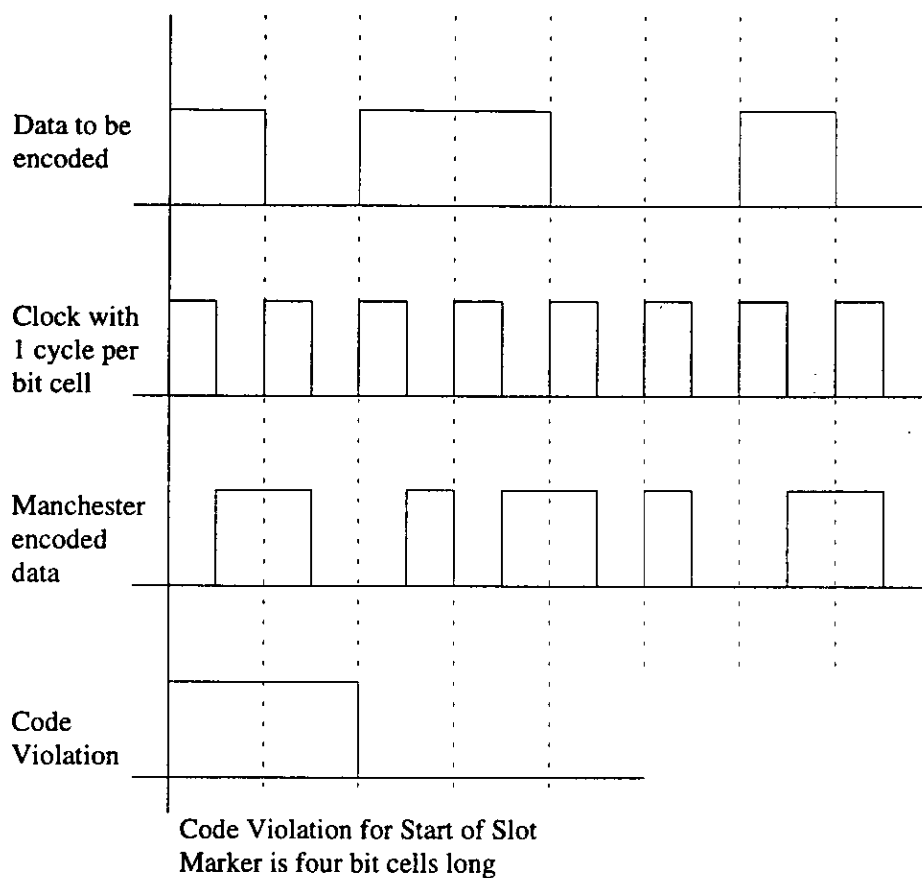 Data to be
encoded
Clock with
1 cycle per
bit cell
Manchester
encoded
data
Code
Violation
Code Violation for Start of Slot
Marker is four bit cells long